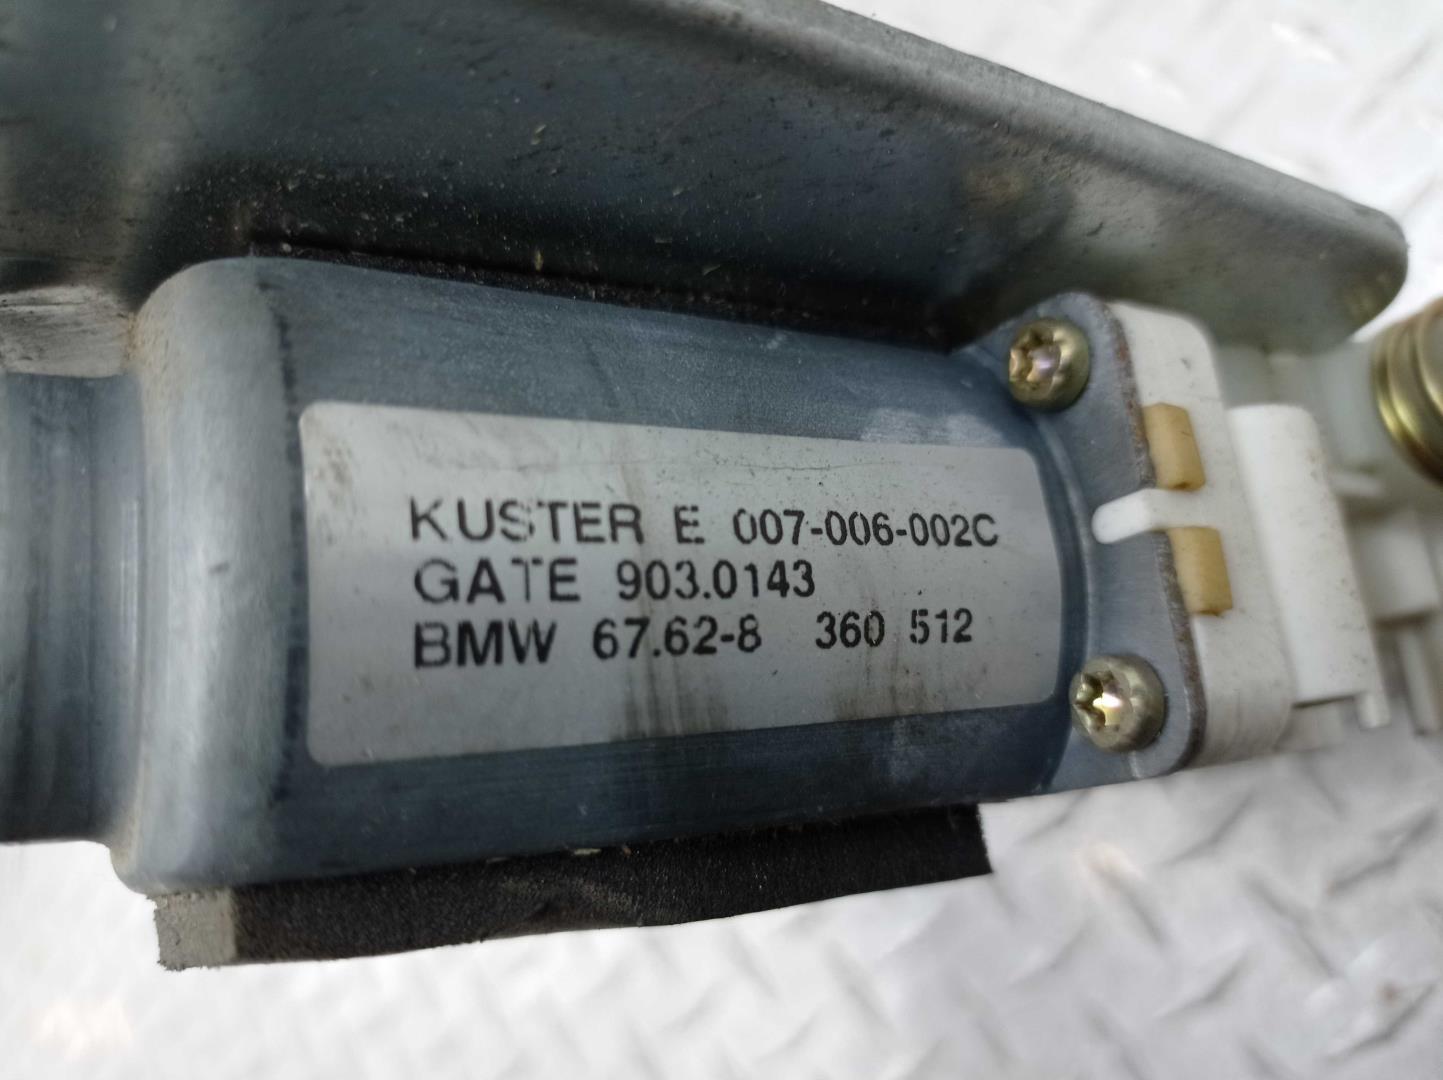 KUSTER E 007-006-002C
GATE 903.0143
BMW 67.62-8 360 512